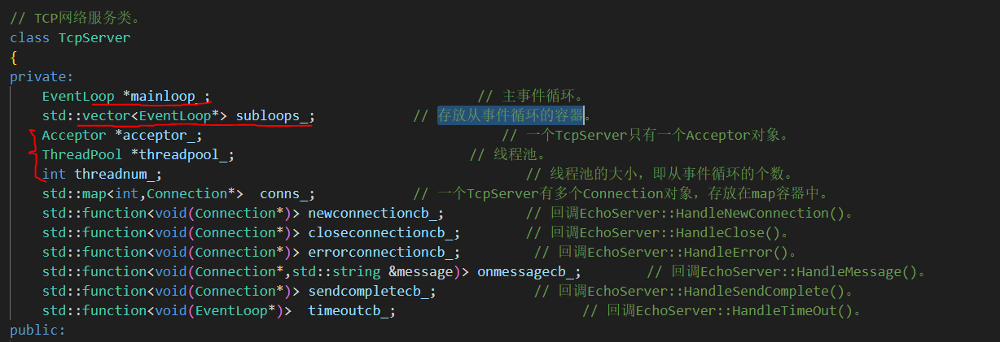 // TCP网络服务类。
class TcpServer
{
private:
EventLoop *mainloop_; // 主事件循环。
std::vector<EventLoop*> subloops_; // 存放从事件循环的容器。
Acceptor *acceptor_; // 一个TcpServer只有一个Acceptor对象。
ThreadPool *threadpool_; // 线程池。
int threadnum_; // 线程池的大小，即从事件循环的个数。
std::map<int,Connection*> conns_; // 一个TcpServer有多个Connection对象，存放在map容器中。
std::function<void(Connection*)> newconnectioncb_; // 回调EchoServer::HandleNewConnection()。
std::function<void(Connection*)> closeconnectioncb_; // 回调EchoServer::HandleClose()。
std::function<void(Connection*)> errorconnectioncb_; // 回调EchoServer::HandleError()。
std::function<void(Connection*,std::string &message)> onmessagecb_; // 回调EchoServer::HandleMessage()。
std::function<void(Connection*)> sendcompletecb_; // 回调EchoServer::HandleSendComplete()。
std::function<void(EventLoop*)> timeoutcb_; // 回调EchoServer::HandleTimeOut()。
public: